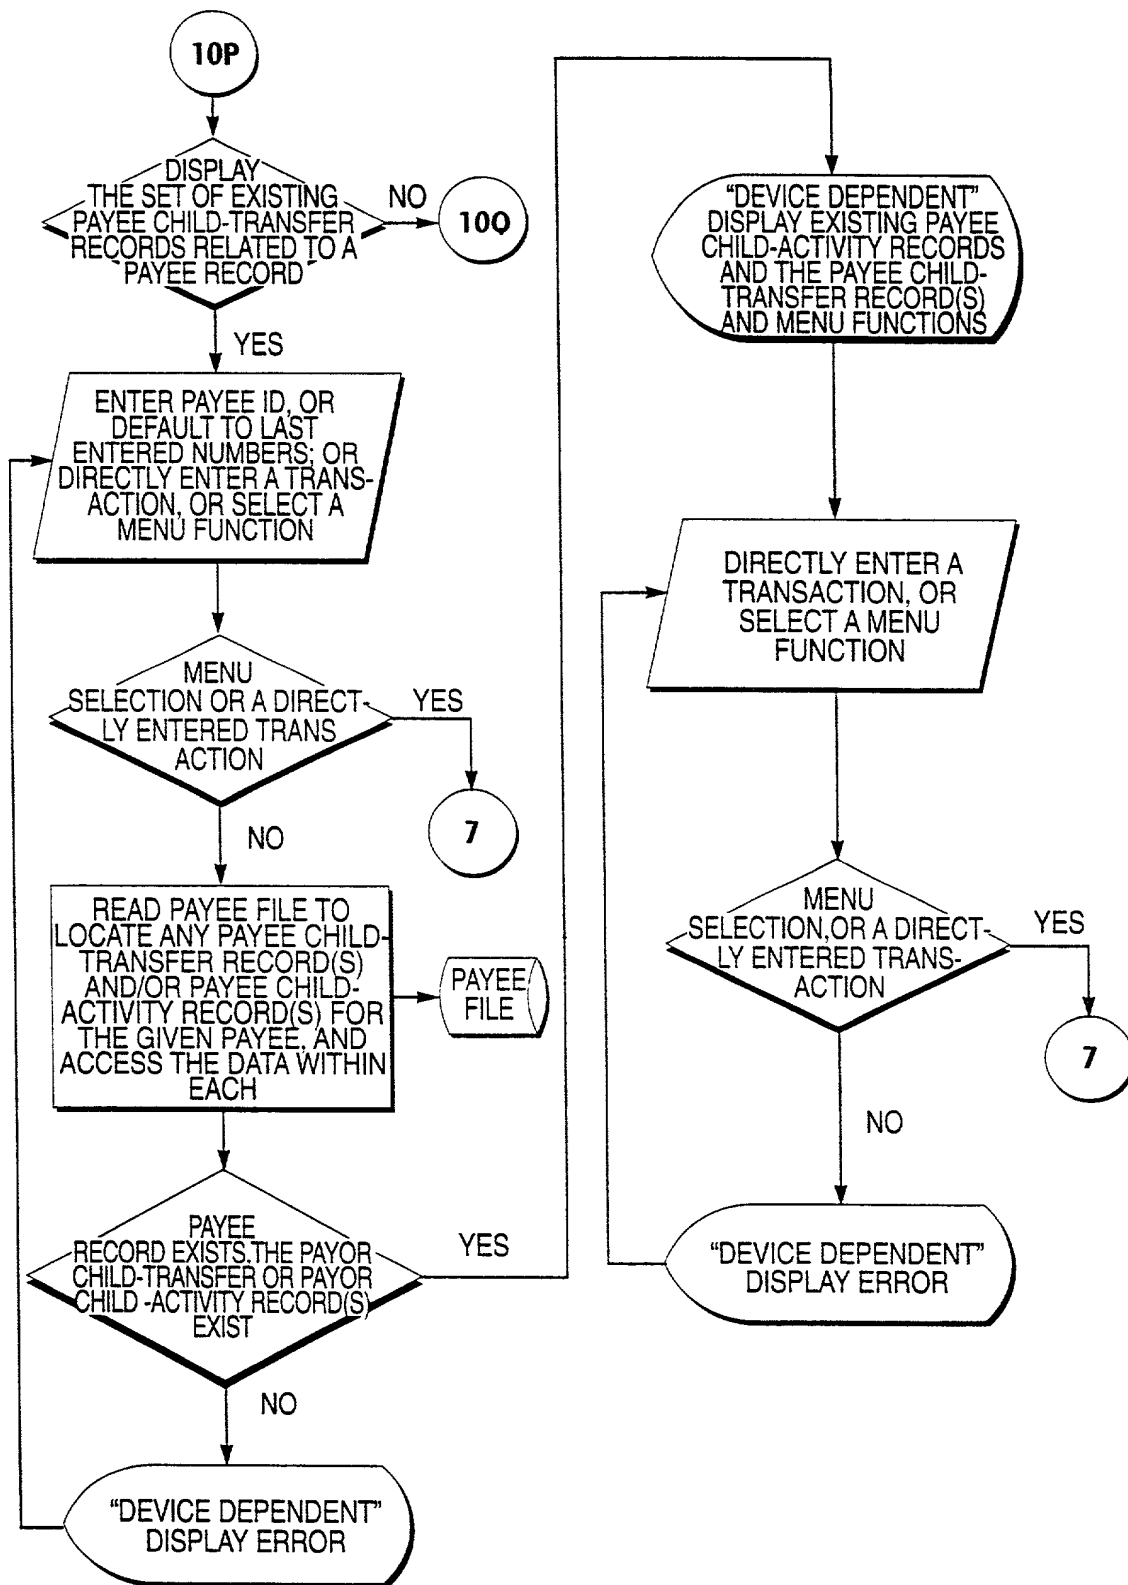 10P
DISPLAY
THE SET OF EXISTING
PAYEE CHILD-TRANSFER
RECORDS RELATED TO A
PAYEE RECORD
NO
10Q
YES
ENTER PAYEE ID, OR
DEFAULT TO LAST
ENTERED NUMBERS; OR
DIRECTLY ENTER A TRANS-
ACTION, OR SELECT A
MENU FUNCTION
MENU
SELECTION OR A DIRECT-
LY ENTERED TRANS
ACTION
YES
7
NO
READ PAYEE FILE TO
LOCATE ANY PAYEE CHILD-
TRANSFER RECORD(S)
AND/OR PAYEE CHILD-
ACTIVITY RECORD(S) FOR
THE GIVEN PAYEE, AND
ACCESS THE DATA WITHIN
EACH
PAYEE
FILE
PAYEE
RECORD EXISTS.THE PAYOR
CHILD-TRANSFER OR PAYOR
CHILD -ACTIVITY RECORD(S)
EXIST
YES
NO
“DEVICE DEPENDENT”
DISPLAY ERROR
“DEVICE DEPENDENT”
DISPLAY EXISTING PAYEE
CHILD-ACTIVITY RECORDS
AND THE PAYEE CHILD-
TRANSFER RECORD(S)
AND MENU FUNCTIONS
DIRECTLY ENTER A
TRANSACTION, OR
SELECT A MENU
FUNCTION
MENU
SELECTION,OR A DIRECT-
LY ENTERED TRANS-
ACTION
YES
7
NO
“DEVICE DEPENDENT”
DISPLAY ERROR